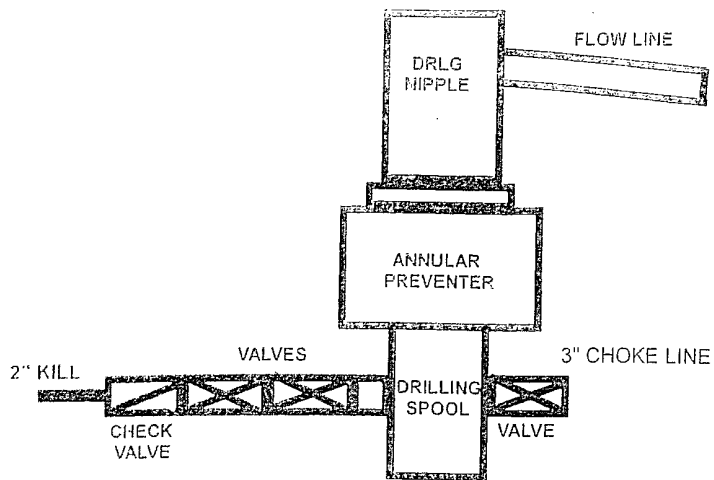 FLOW LINE
DRLG
NIPPLE
ANNULAR
PREVENTER
2" KILL
VALVES
3" CHOKE LINE
DRILLING
SPOOL
CHECK
VALVE
VALVE